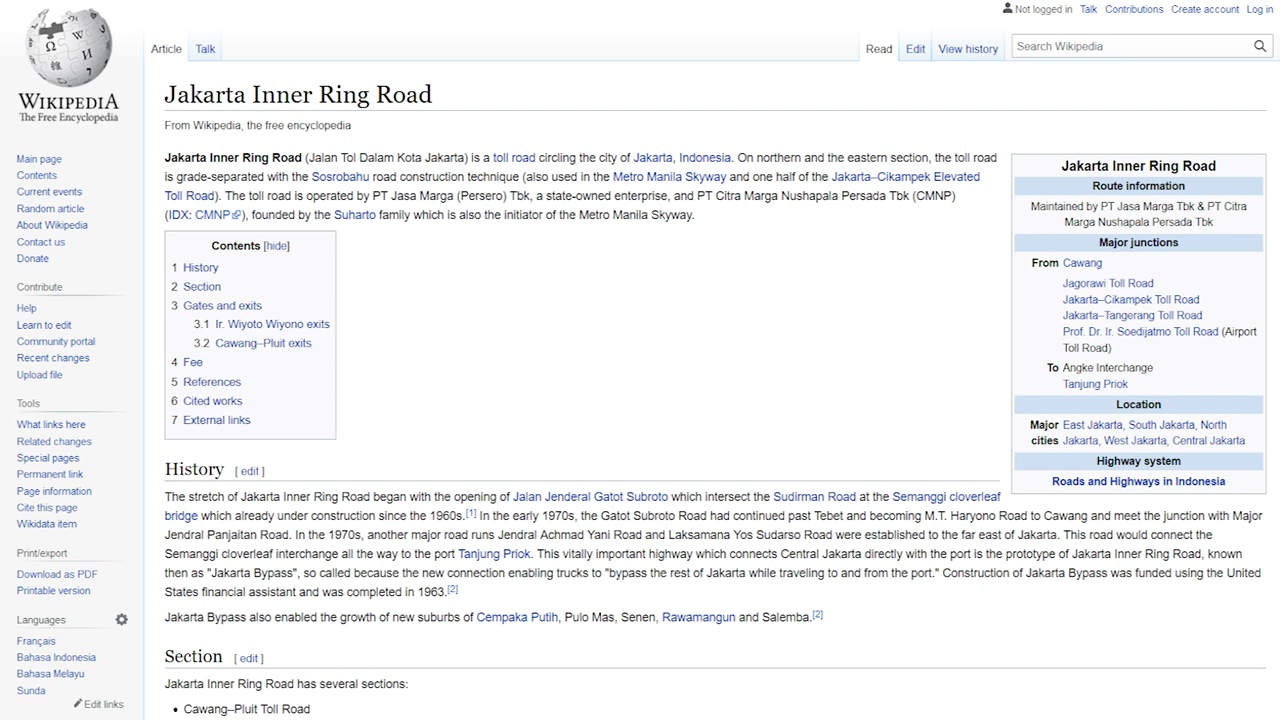 Not logged in Talk Contributions Create account Log in
Article Talk Read Edit View history Search Wikipedia
WIKIPEDIA
The Free Encyclopedia
Main page
Contents
Current events
Random article
About Wikipedia
Contact us
Donate
Contribute
Help
Learn to edit
Community portal
Recent changes
Upload file
Tools
What links here
Related changes
Special pages
Permanent link
Page information
Cite this page
Wikidata item
Print/export
Download as PDF
Printable version
Languages
Français
Bahasa Indonesia
Bahasa Melayu
Sunda
Edit links
Jakarta Inner Ring Road
From Wikipedia, the free encyclopedia
Jakarta Inner Ring Road (Jalan Tol Dalam Kota Jakarta) is a toll road circling the city of Jakarta, Indonesia. On northern and the eastern section, the toll road
is grade-separated with the Sosrobahu road construction technique (also used in the Metro Manila Skyway and one half of the Jakarta–Cikampek Elevated
Toll Road). The toll road is operated by PT Jasa Marga (Persero) Tbk, a state-owned enterprise, and PT Citra Marga Nushapala Persada Tbk (CMNP)
(IDX: CMNP), founded by the Suharto family which is also the initiator of the Metro Manila Skyway.
Jakarta Inner Ring Road
Route information
Maintained by PT Jasa Marga Tbk & PT Citra
Marga Nushapala Persada Tbk
Major junctions
From Cawang
Jagorawi Toll Road
Jakarta–Cikampek Toll Road
Jakarta–Tangerang Toll Road
Prof. Dr. Ir. Soedijatmo Toll Road (Airport
Toll Road)
To Angke Interchange
Tanjung Priok
Location
Major East Jakarta, South Jakarta, North
cities Jakarta, West Jakarta, Central Jakarta
Highway system
Roads and Highways in Indonesia
Contents [hide]
1 History
2 Section
3 Gates and exits
3.1 Ir. Wiyoto Wiyono exits
3.2 Cawang–Pluit exits
4 Fee
5 References
6 Cited works
7 External links
History [ edit ]
The stretch of Jakarta Inner Ring Road began with the opening of Jalan Jenderal Gatot Subroto which intersect the Sudirman Road at the Semanggi cloverleaf
bridge which already under construction since the 1960s.[1] In the early 1970s, the Gatot Subroto Road had continued past Tebet and becoming M.T. Haryono Road to Cawang and meet the junction with Major
Jendral Panjaitan Road. In the 1970s, another major road runs Jendral Achmad Yani Road and Laksamana Yos Sudarso Road were established to the far east of Jakarta. This road would connect the
Semanggi cloverleaf interchange all the way to the port Tanjung Priok. This vitally important highway which connects Central Jakarta directly with the port is the prototype of Jakarta Inner Ring Road, known
then as "Jakarta Bypass", so called because the new connection enabling trucks to "bypass the rest of Jakarta while traveling to and from the port." Construction of Jakarta Bypass was funded using the United
States financial assistant and was completed in 1963.[2]
Jakarta Bypass also enabled the growth of new suburbs of Cempaka Putih, Pulo Mas, Senen, Rawamangun and Salemba.[2]
Section [ edit ]
Jakarta Inner Ring Road has several sections:
• Cawang–Pluit Toll Road